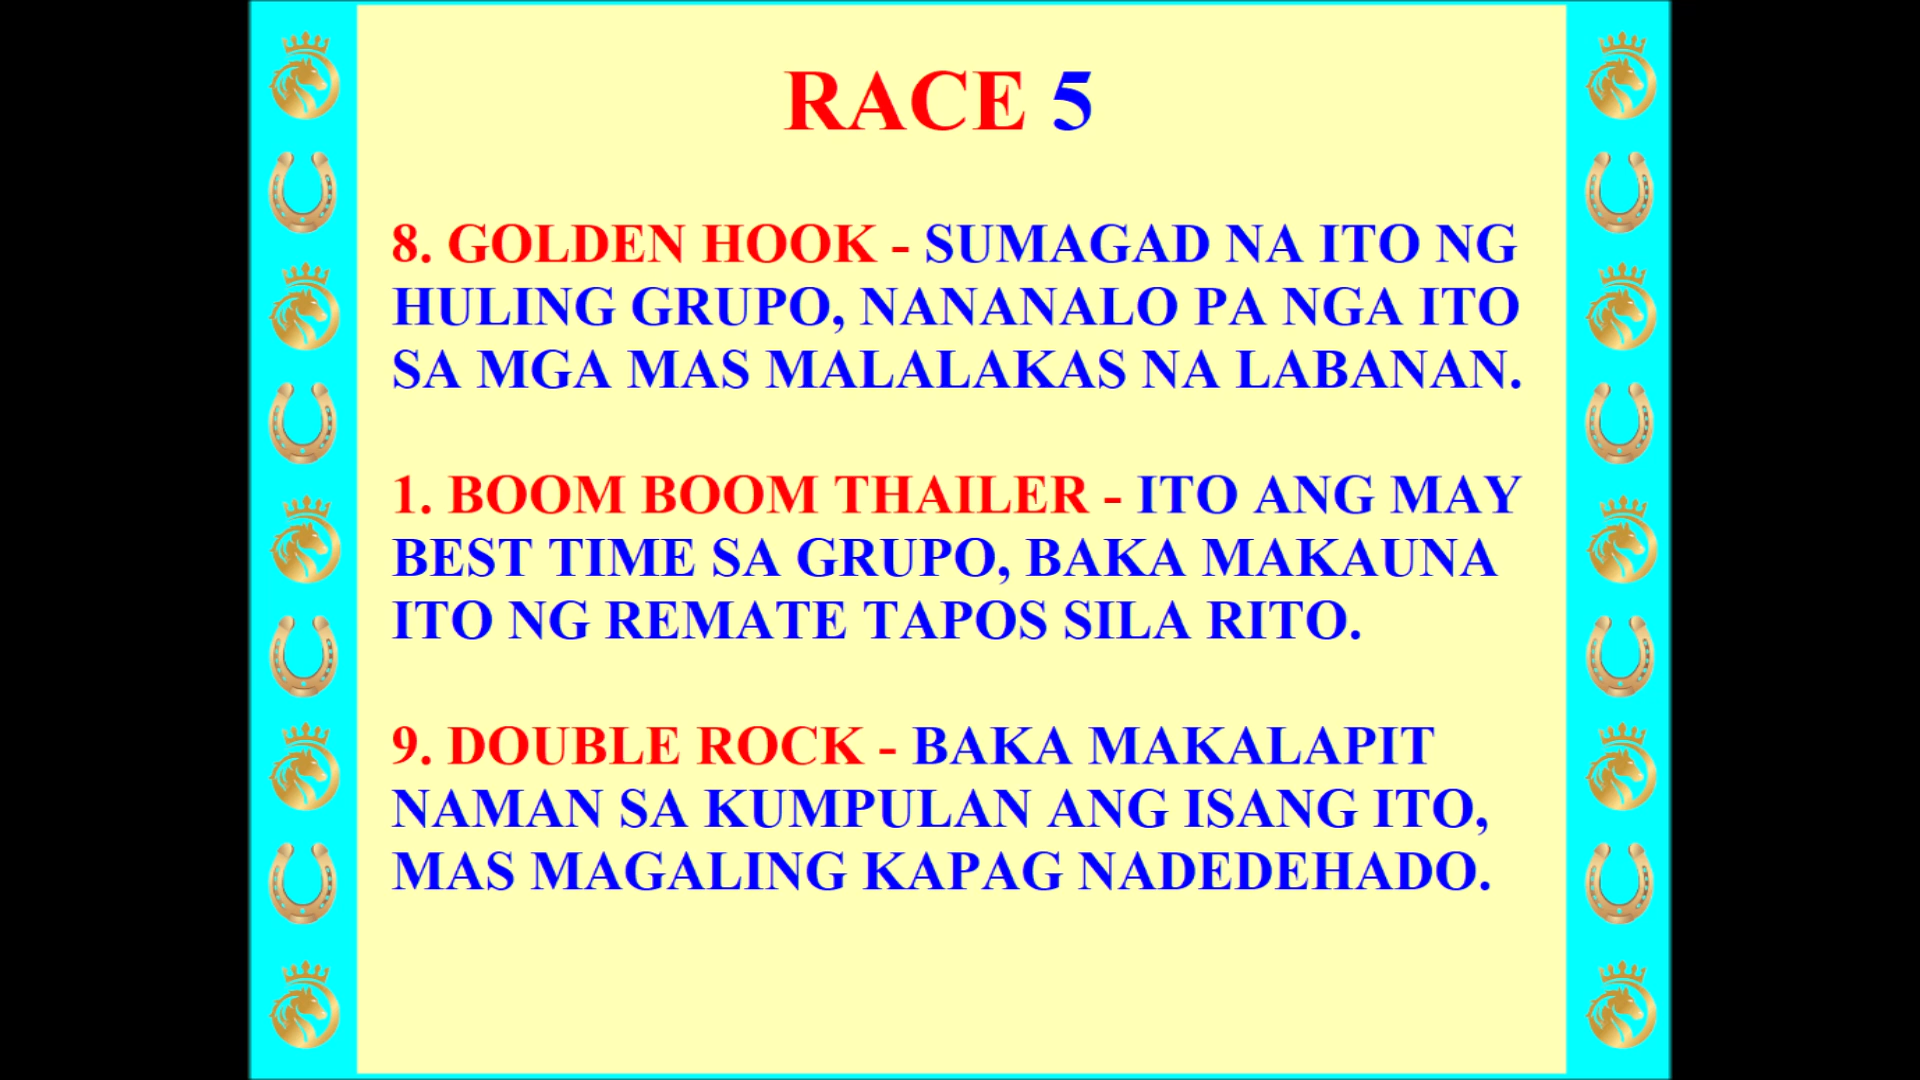 RACE 5
8. GOLDEN HOOK - SUMAGAD NA ITO NG
HULING GRUPO, NANANALO PA NGA ITO
SA MGA MAS MALALAKAS NA LABANAN.
1. BOOM BOOM THAILER - ITO ANG MAY
BEST TIME SA GRUPO, BAKA MAKAUNA
ITO NG REMATE TAPOS SILA RITO.
9. DOUBLE ROCK - BAKA MAKALAPIT
NAMAN SA KUMPULAN ANG ISANG ITO,
MAS MAGALING KAPAG NADEDEHADO.